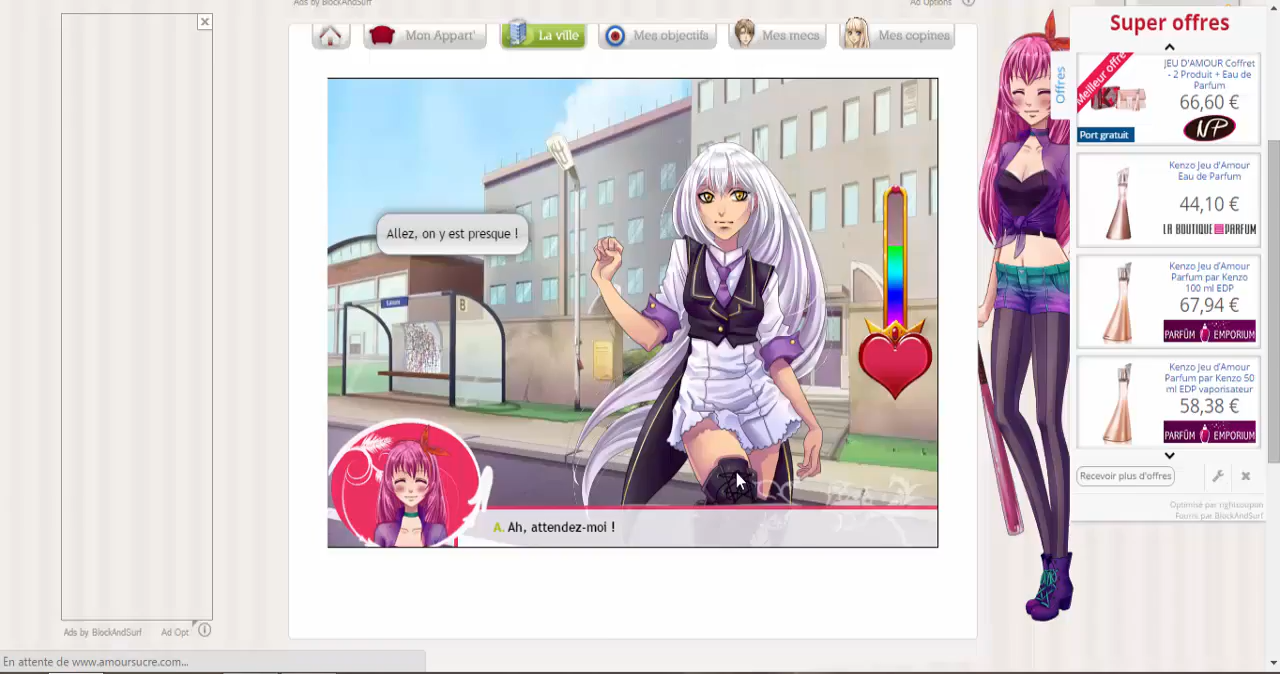 Ads by BlockAndSurf
Ad Options
Mon Appart'
La ville
Mes objectifs
Mes mecs
Mes copines
Allez, on y est presque !
B
A. Ah, attendez-moi !
Ads by BlockAndSurf
Ad Opt
En attente de www.amoursucre.com...
Super offres
Offres
Meilleur offre
JEU D'AMOUR Coffret
- 2 Produit + Eau de
Parfum
66,60 €
Port gratuit
NP
Kenzo Jeu d'Amour
Eau de Parfum
44,10 €
LA BOUTIQUE PARFUM
Kenzo Jeu d'Amour
Parfum par Kenzo
100 ml EDP
67,94 €
PARFÜM EMPORIUM
Kenzo Jeu d'Amour
Parfum par Kenzo 50
ml EDP vaporisateur
58,38 €
PARFÜM EMPORIUM
Recevoir plus d'offres
Optimisé par rightcoupon
Fourris par BlockAndSurf